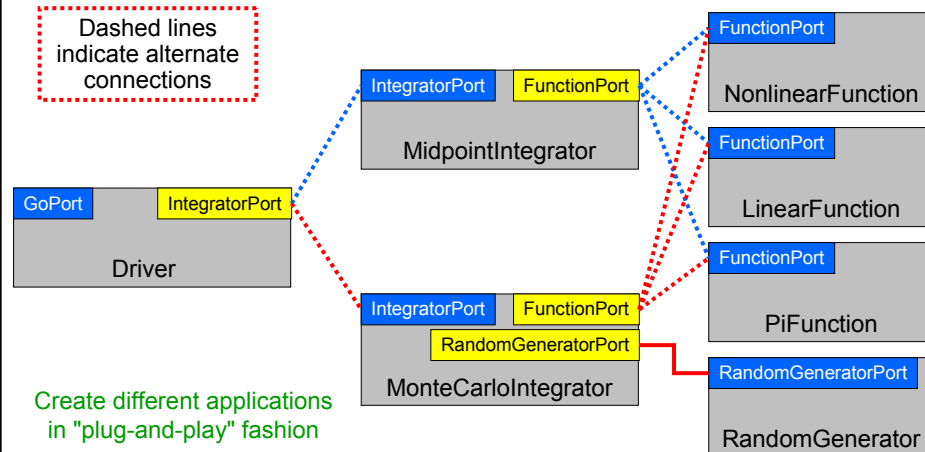 Dashed lines
indicate alternate
connections
GoPort
IntegratorPort
Driver
IntegratorPort
FunctionPort
MidpointIntegrator
IntegratorPort
FunctionPort
RandomGeneratorPort
MonteCarloIntegrator
FunctionPort
NonlinearFunction
FunctionPort
LinearFunction
FunctionPort
PiFunction
RandomGeneratorPort
RandomGenerator
Create different applications
in "plug-and-play" fashion